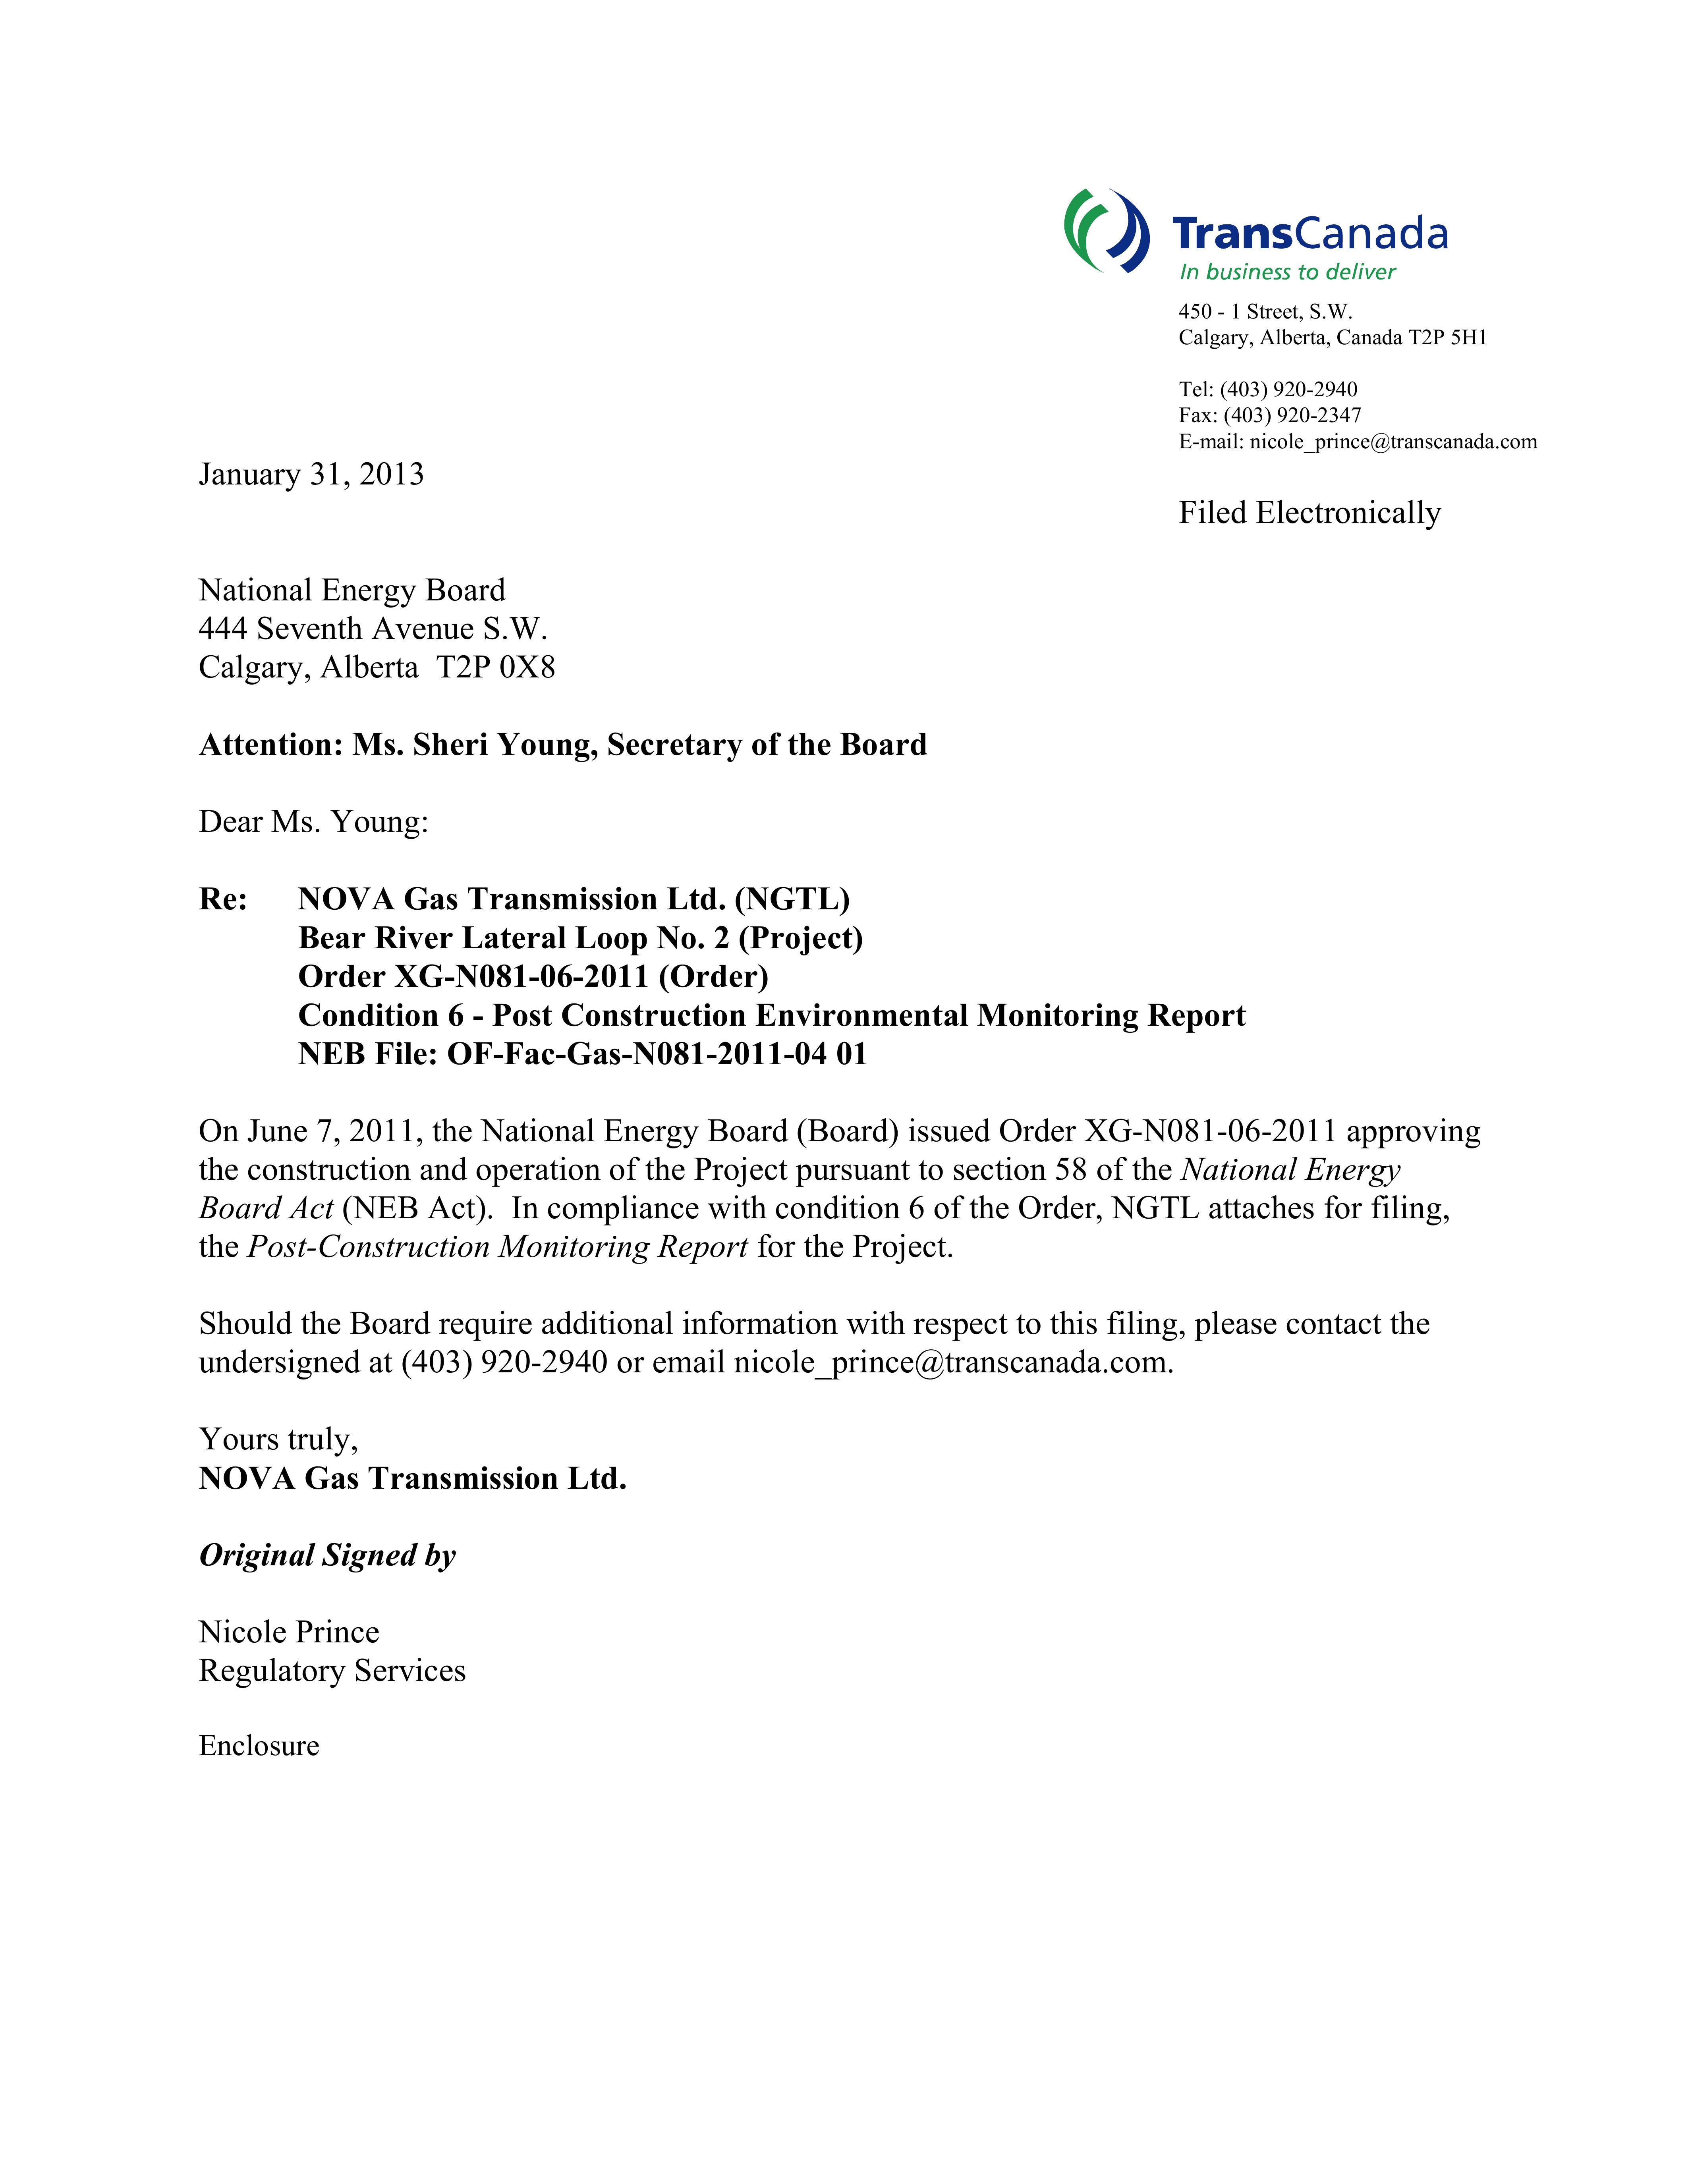 TransCanada
In business to deliver
450 - 1 Street, S.W.
Calgary, Alberta, Canada T2P 5H1
Tel: (403) 920-2940
Fax: (403) 920-2347
E-mail: nicole_prince@transcanada.com
January 31, 2013
Filed Electronically
National Energy Board
444 Seventh Avenue S.W.
Calgary, Alberta  T2P 0X8
Attention: Ms. Sheri Young, Secretary of the Board
Dear Ms. Young:
Re: NOVA Gas Transmission Ltd. (NGTL)
Bear River Lateral Loop No. 2 (Project)
Order XG-N081-06-2011 (Order)
Condition 6 - Post Construction Environmental Monitoring Report
NEB File: OF-Fac-Gas-N081-2011-04 01
On June 7, 2011, the National Energy Board (Board) issued Order XG-N081-06-2011 approving
the construction and operation of the Project pursuant to section 58 of the National Energy
Board Act (NEB Act).  In compliance with condition 6 of the Order, NGTL attaches for filing,
the Post-Construction Monitoring Report for the Project.
Should the Board require additional information with respect to this filing, please contact the
undersigned at (403) 920-2940 or email nicole_prince@transcanada.com.
Yours truly,
NOVA Gas Transmission Ltd.
Original Signed by
Nicole Prince
Regulatory Services
Enclosure